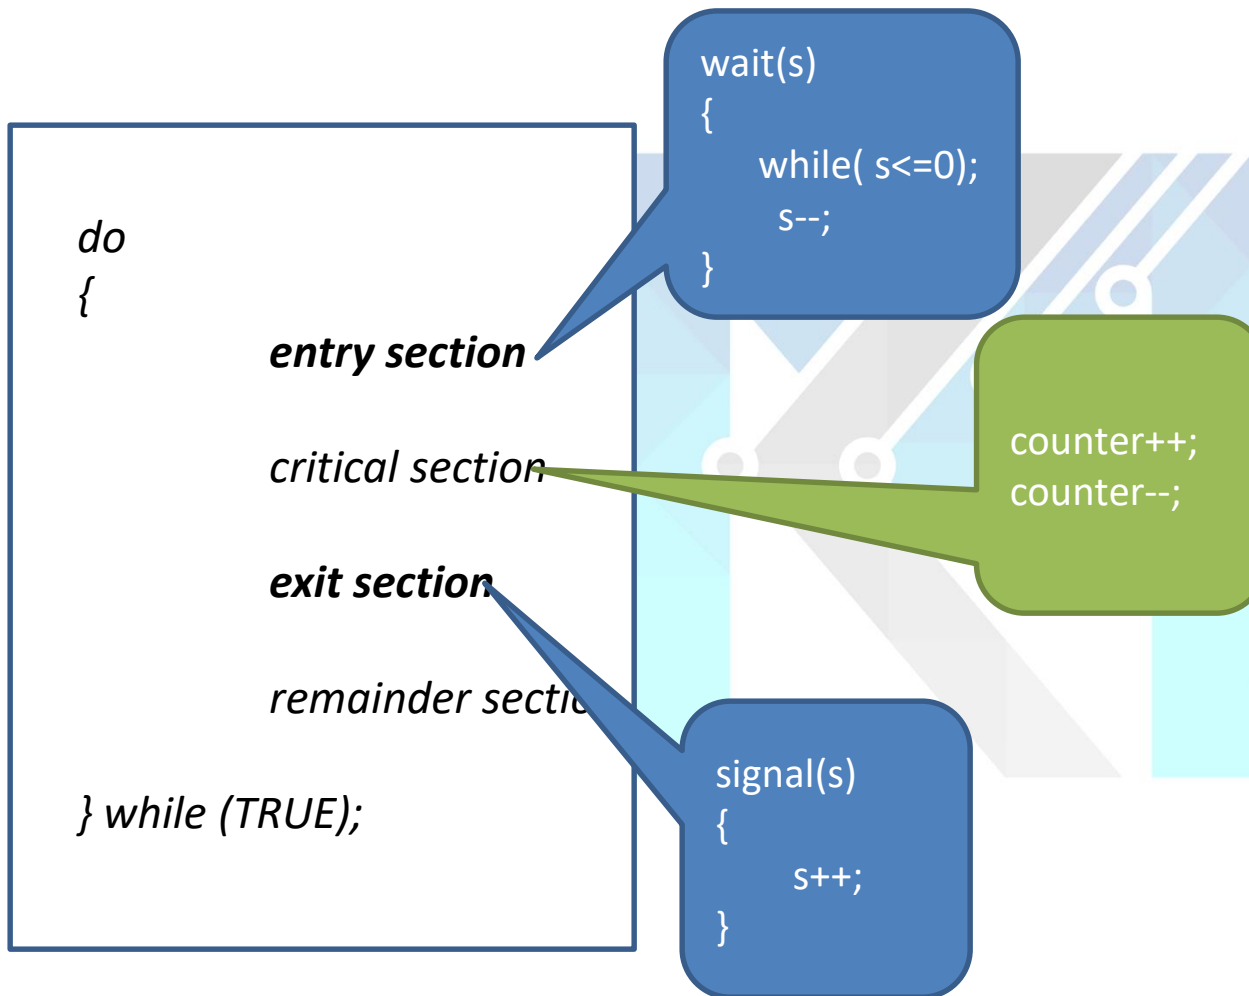 wait(s)
{
while( s<=0);
s--;
}
do
{
entry section
critical section
counter++;
counter--;
exit section
remainder sectio
signal(s)
{
s++;
}
} while (TRUE);